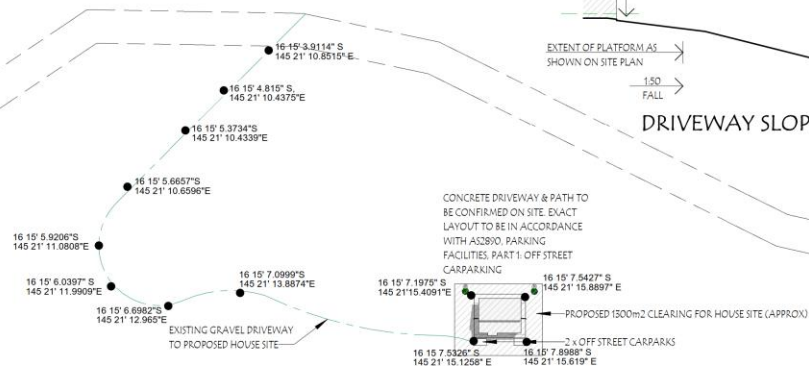 16 15' 3.9114" S
145 21' 10.8515" E
16 15' 4.815" S,
145 21' 10.4375"E
16 15' 5.3734"S
145 21' 10.4339"E
16 15' 5.6657"S
145 21' 10.6596"E
16 15' 5.9206"S
145 21' 11.0808"E
16 15' 6.0397"S
145 21' 11.9909"E
16 15' 6.6982"S
145 21' 12.965"E
16 15' 7.0999"S
145 21' 13.8874"E
EXISTING GRAVEL DRIVEWAY
TO PROPOSED HOUSE SITE
EXTENT OF PLATFORM AS
SHOWN ON SITE PLAN
1:50
FALL
DRIVEWAY SLOP
CONCRETE DRIVEWAY & PATH TO
BE CONFIRMED ON SITE. EXACT
LAYOUT TO BE IN ACCORDANCE
WITH AS2890, PARKING
FACILITIES, PART 1: OFF STREET
CARPARKING
16 15' 7.1975" S
145 21'15.4091"E
16 15' 7.5427" S
145 21' 15.8897" E
PROPOSED 1300m2 CLEARING FOR HOUSE SITE (APPROX)
2 x OFF STREET CARPARKS
16 15 7.5326" S
145 21' 15.1258" E
16 15' 7.8988" S
145 21' 15.619" E